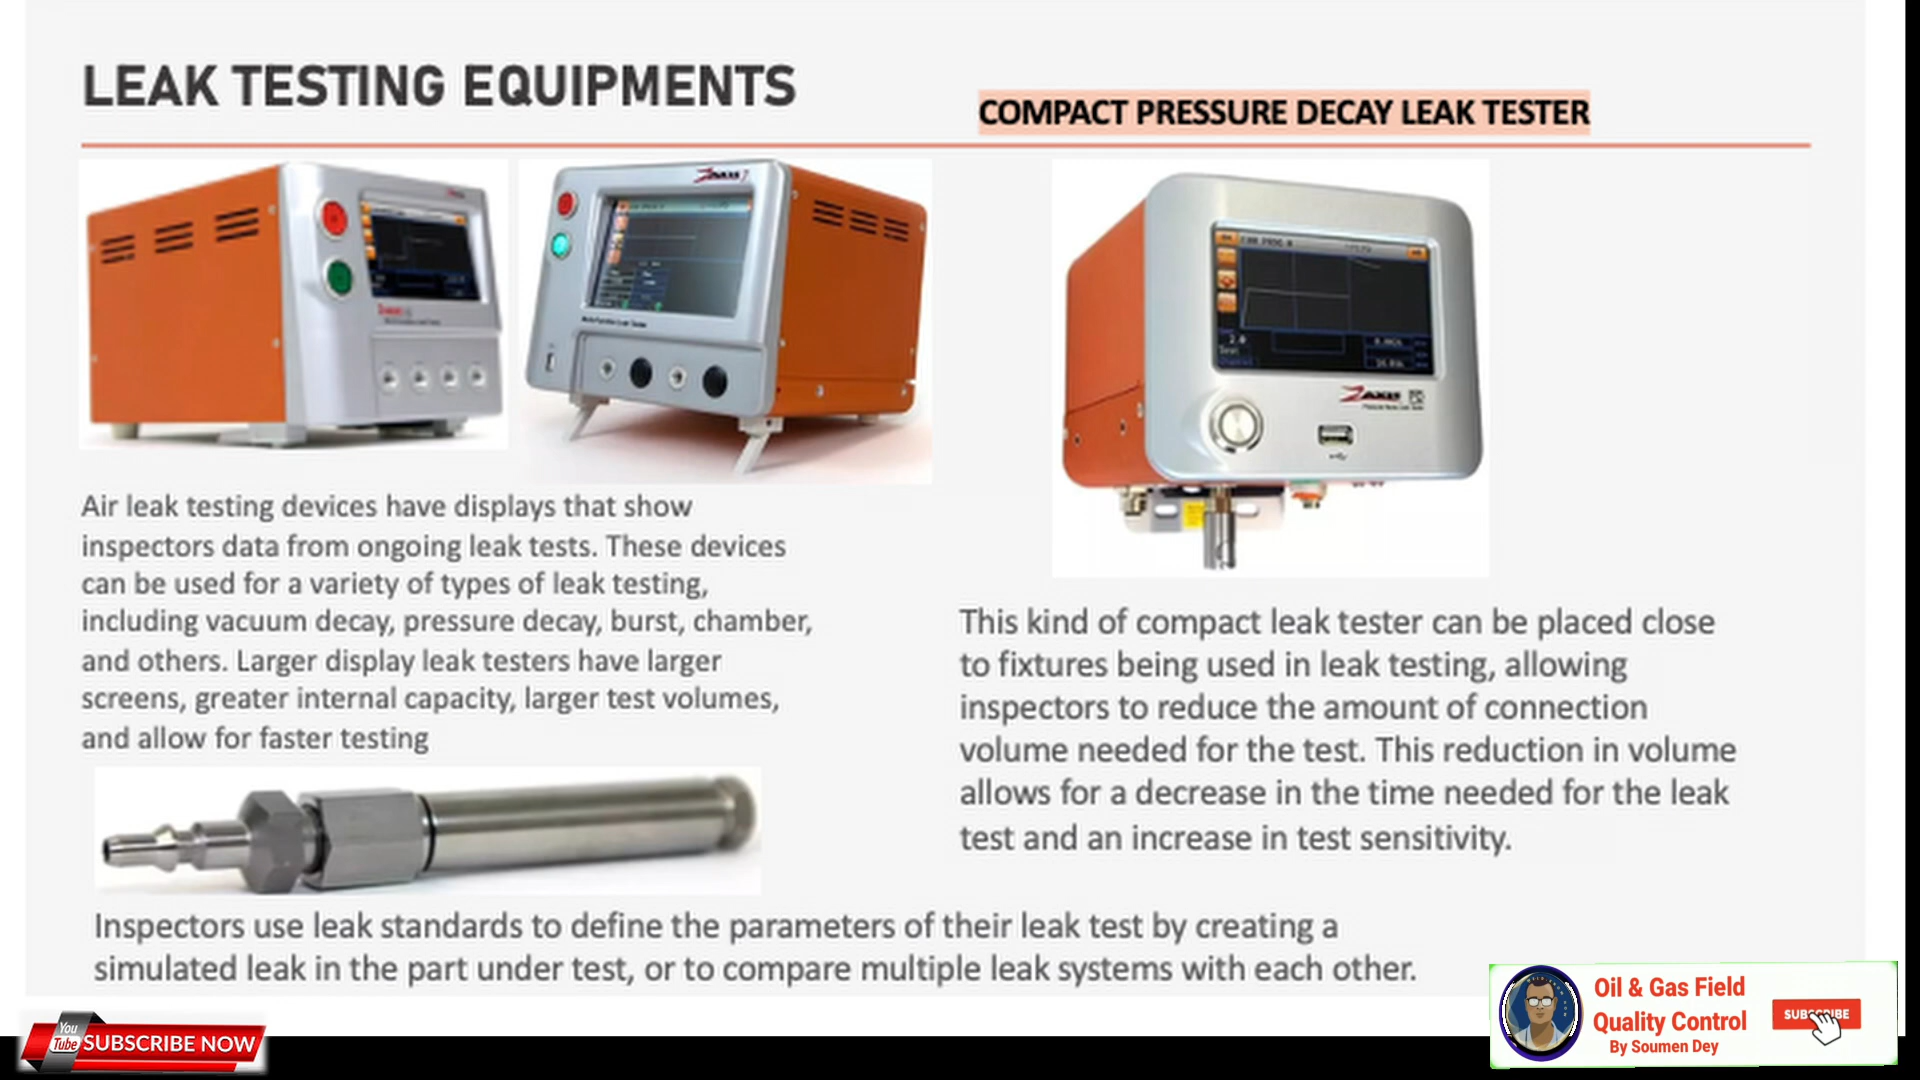 LEAK TESTING EQUIPMENTS
COMPACT PRESSURE DECAY LEAK TESTER
Air leak testing devices have displays that show
inspectors data from ongoing leak tests. These devices
can be used for a variety of types of leak testing,
including vacuum decay, pressure decay, burst, chamber,
and others. Larger display leak testers have larger
screens, greater internal capacity, larger test volumes,
and allow for faster testing
This kind of compact leak tester can be placed close
to fixtures being used in leak testing, allowing
inspectors to reduce the amount of connection
volume needed for the test. This reduction in volume
allows for a decrease in the time needed for the leak
test and an increase in test sensitivity.
Inspectors use leak standards to define the parameters of their leak test by creating a
simulated leak in the part under test, or to compare multiple leak systems with each other.
You
Tube
SUBSCRIBE NOW
Oil & Gas Field
Quality Control
By Soumen Dey
SUBSCRIBE